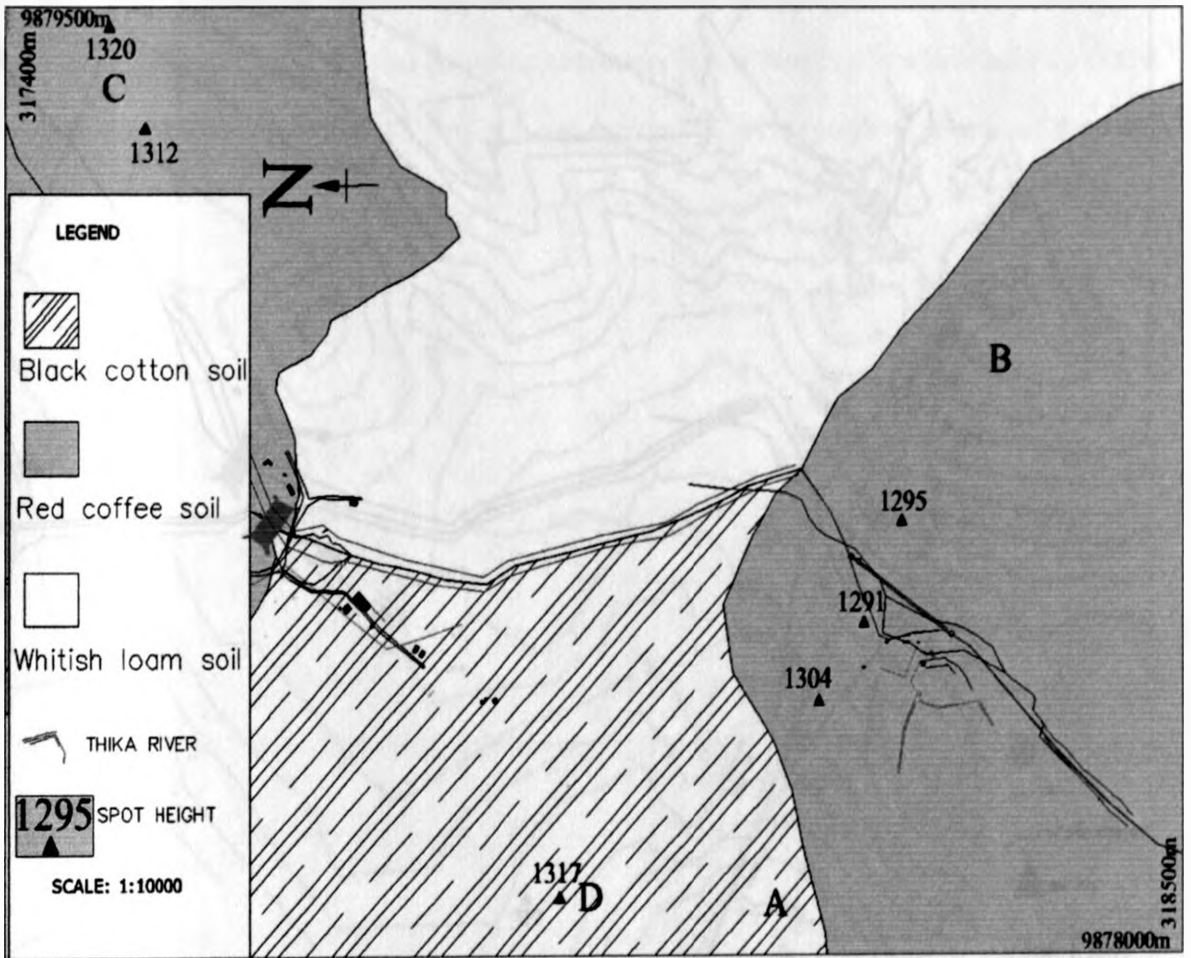 9879500m
317400m
1320
C
1312
N
LEGEND
Black cotton soil
Red coffee soil
Whitish loam soil
THIKA RIVER
1295 SPOT HEIGHT
SCALE: 1:10000
B
1295
1291
1304
1317
D
A
318500m
9878000m